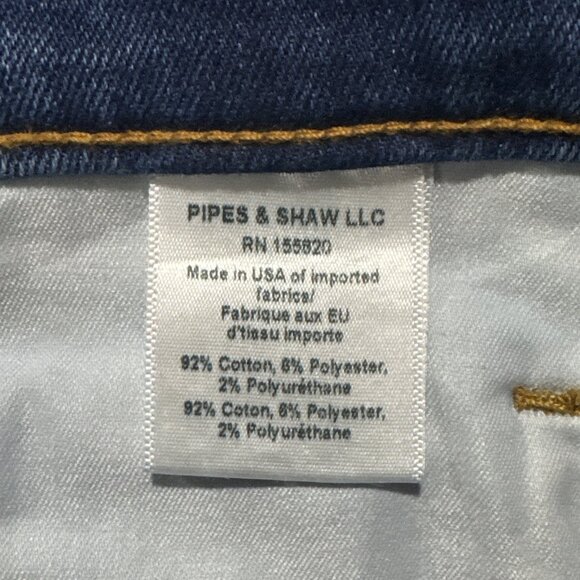 PIPES & SHAW LLC
RN 155820
Made in USA of imported
fabrics/
Fabrique aux EU
d'tissu importe
92% Cotton, 6% Polyester,
2% Polyuréthane
92% Coton, 6% Polyester,
2% Polyuréthane